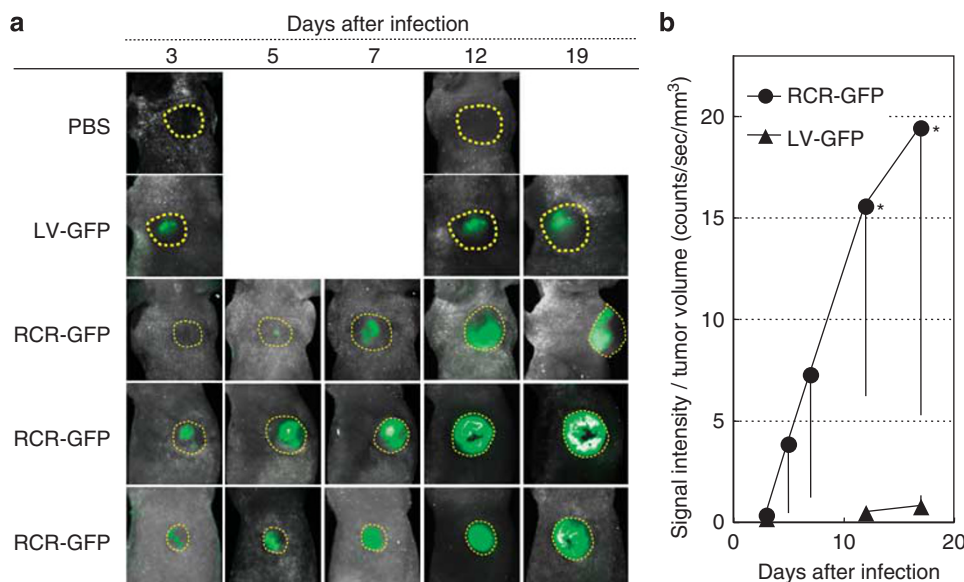 a
Days after infection
3 5 7 12 19
PBS
LV-GFP
RCR-GFP
RCR-GFP
RCR-GFP
b
Signal intensity / tumor volume (counts/sec/mm³)
20
15
10
5
0
RCR-GFP
LV-GFP
*
*
0 10 20
Days after infection